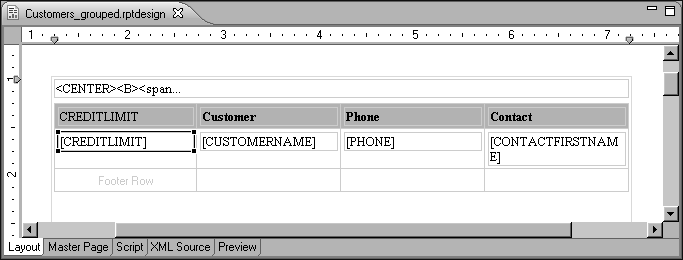 Customers_grouped.rptdesign
1 2 3 4 5 6 7
1
<CENTER><B><span...
CREDITLIMIT Customer Phone Contact
[CREDITLIMIT] [CUSTOMERNAME] [PHONE] [CONTACTFIRSTNAM
E]
2
Footer Row
Layout Master Page Script XML Source Preview